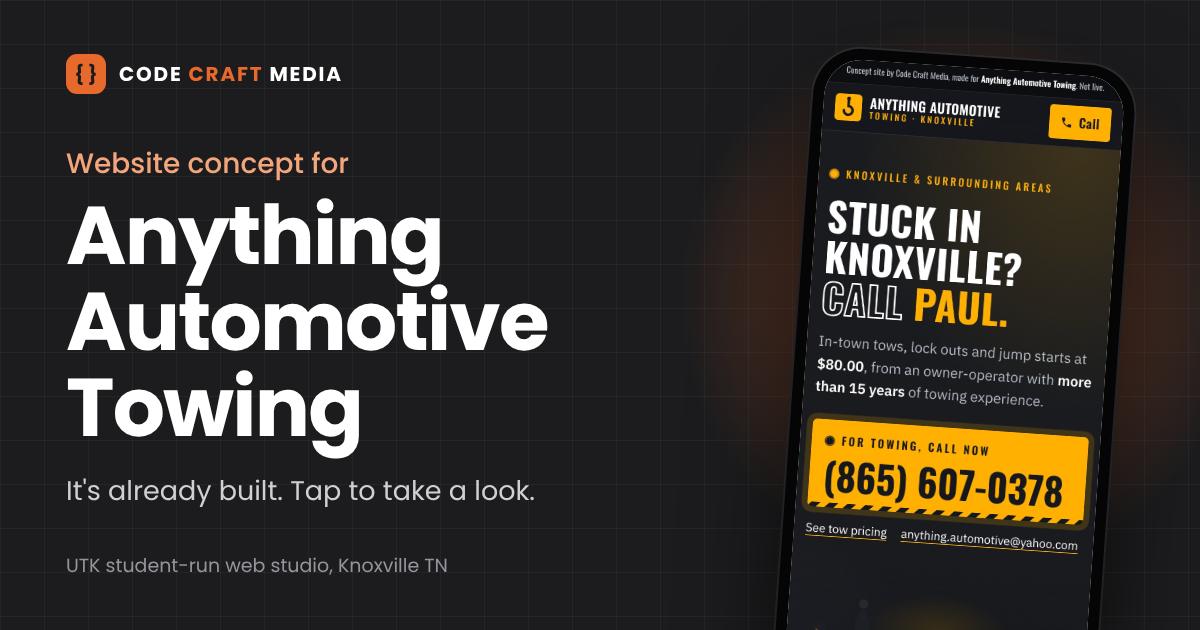 { } CODE CRAFT MEDIA
Website concept for
Anything
Automotive
Towing
It's already built. Tap to take a look.
UTK student-run web studio, Knoxville TN
Concept site by Code Craft Media, made for Anything Automotive Towing. Not live.
ANYTHING AUTOMOTIVE
TOWING · KNOXVILLE
Call
KNOXVILLE & SURROUNDING AREAS
STUCK IN
KNOXVILLE?
CALL PAUL.
In-town tows, lock outs and jump starts at
$80.00, from an owner-operator with more
than 15 years of towing experience.
FOR TOWING, CALL NOW
(865) 607-0378
See tow pricing anything.automotive@yahoo.com